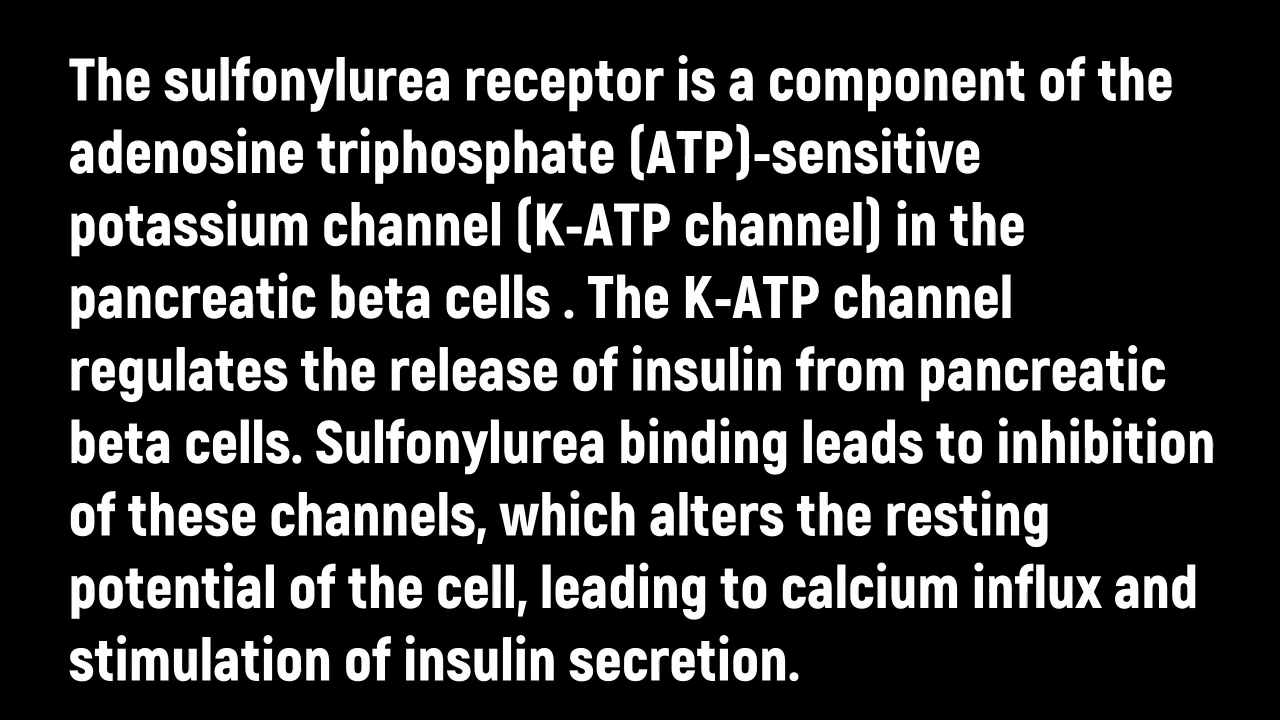 The sulfonylurea receptor is a component of the
adenosine triphosphate (ATP)-sensitive
potassium channel (K-ATP channel) in the
pancreatic beta cells . The K-ATP channel
regulates the release of insulin from pancreatic
beta cells. Sulfonylurea binding leads to inhibition
of these channels, which alters the resting
potential of the cell, leading to calcium influx and
stimulation of insulin secretion.